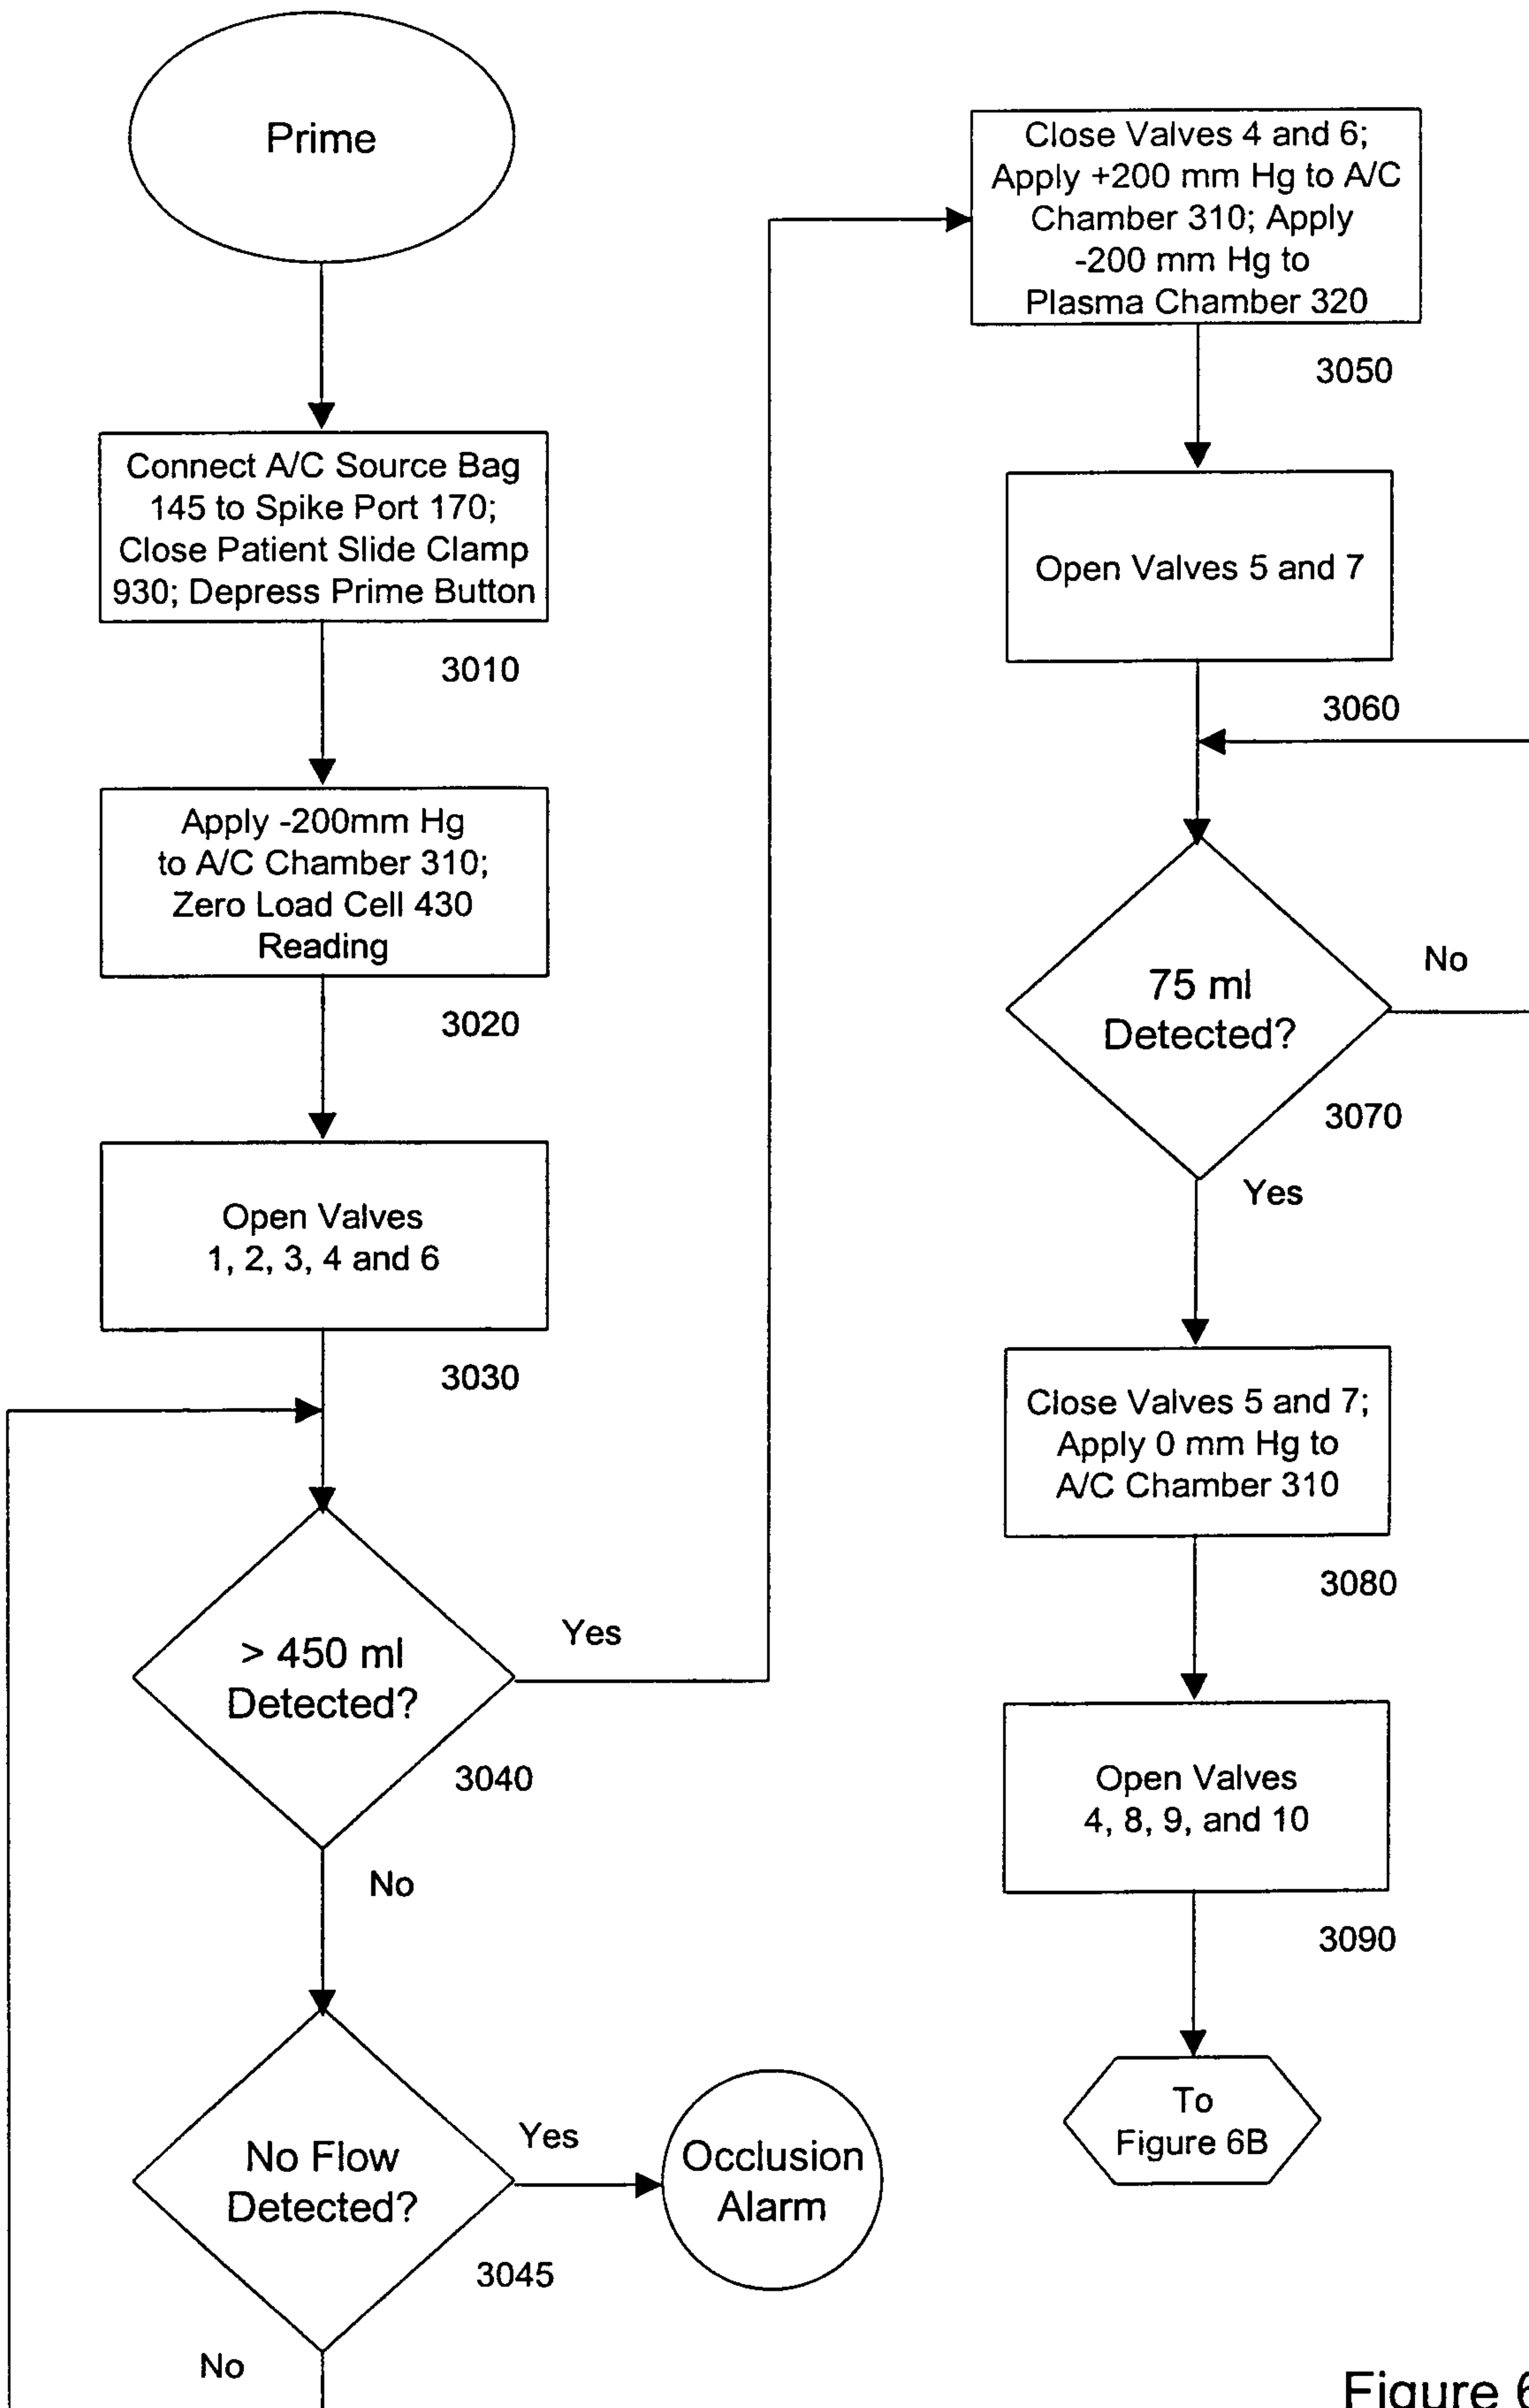 Prime
Connect A/C Source Bag
145 to Spike Port 170;
Close Patient Slide Clamp
930; Depress Prime Button
3010
Apply -200mm Hg
to A/C Chamber 310;
Zero Load Cell 430
Reading
3020
Open Valves
1, 2, 3, 4 and 6
3030
> 450 ml
Detected?
Yes
3040
No
No Flow
Detected?
Yes
3045
No
Occlusion
Alarm
Close Valves 4 and 6;
Apply +200 mm Hg to A/C
Chamber 310; Apply
-200 mm Hg to
Plasma Chamber 320
3050
Open Valves 5 and 7
3060
75 ml
Detected?
No
3070
Yes
Close Valves 5 and 7;
Apply 0 mm Hg to
A/C Chamber 310
3080
Open Valves
4, 8, 9, and 10
3090
To
Figure 6B
Figure 6